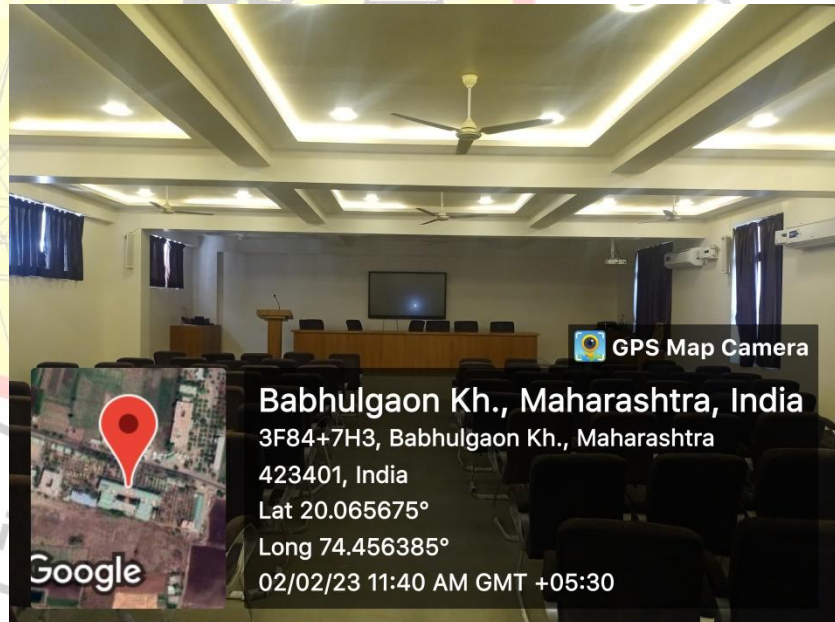 GPS Map Camera
Babhulgaon Kh., Maharashtra, India
3F84+7H3, Babhulgaon Kh., Maharashtra
423401, India
Lat 20.065675°
Long 74.456385°
02/02/23 11:40 AM GMT +05:30
Google